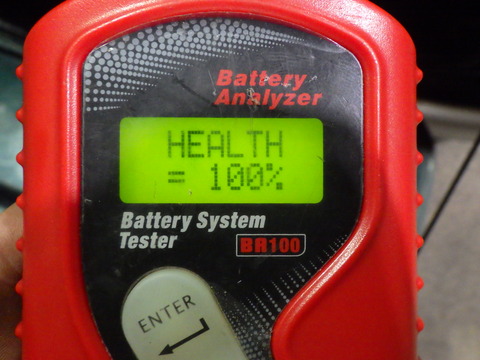 Battery
Analyzer
HEALTH
= 100%
Battery System
Tester
BR100
ENTER